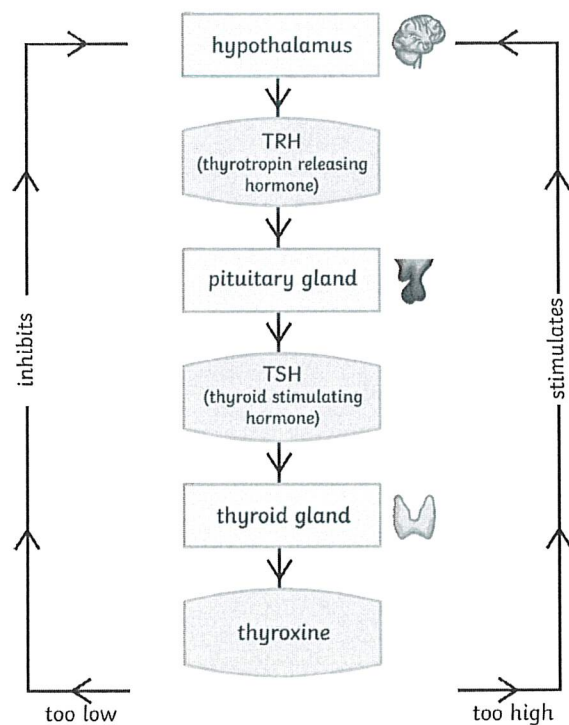 hypothalamus
TRH
(thyrotropin releasing
hormone)
pituitary gland
inhibits
stimulates
TSH
(thyroid stimulating
hormone)
thyroid gland
thyroxine
too low
too high